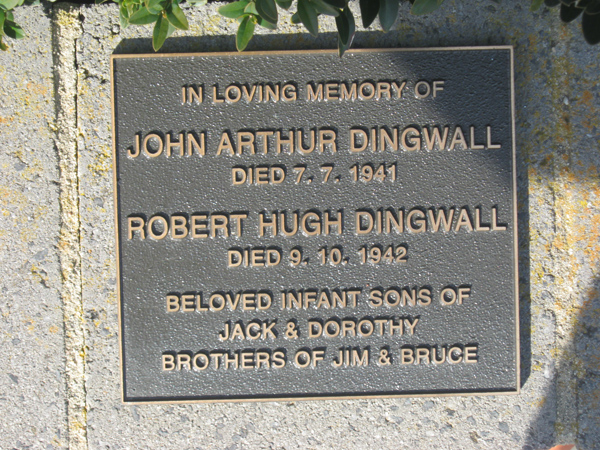 IN LOVING MEMORY OF
JOHN ARTHUR DINGWALL
DIED 7. 7. 1941
ROBERT HUGH DINGWALL
DIED 9. 10. 1942
BELOVED INFANT SONS OF
JACK & DOROTHY
BROTHERS OF JIM & BRUCE